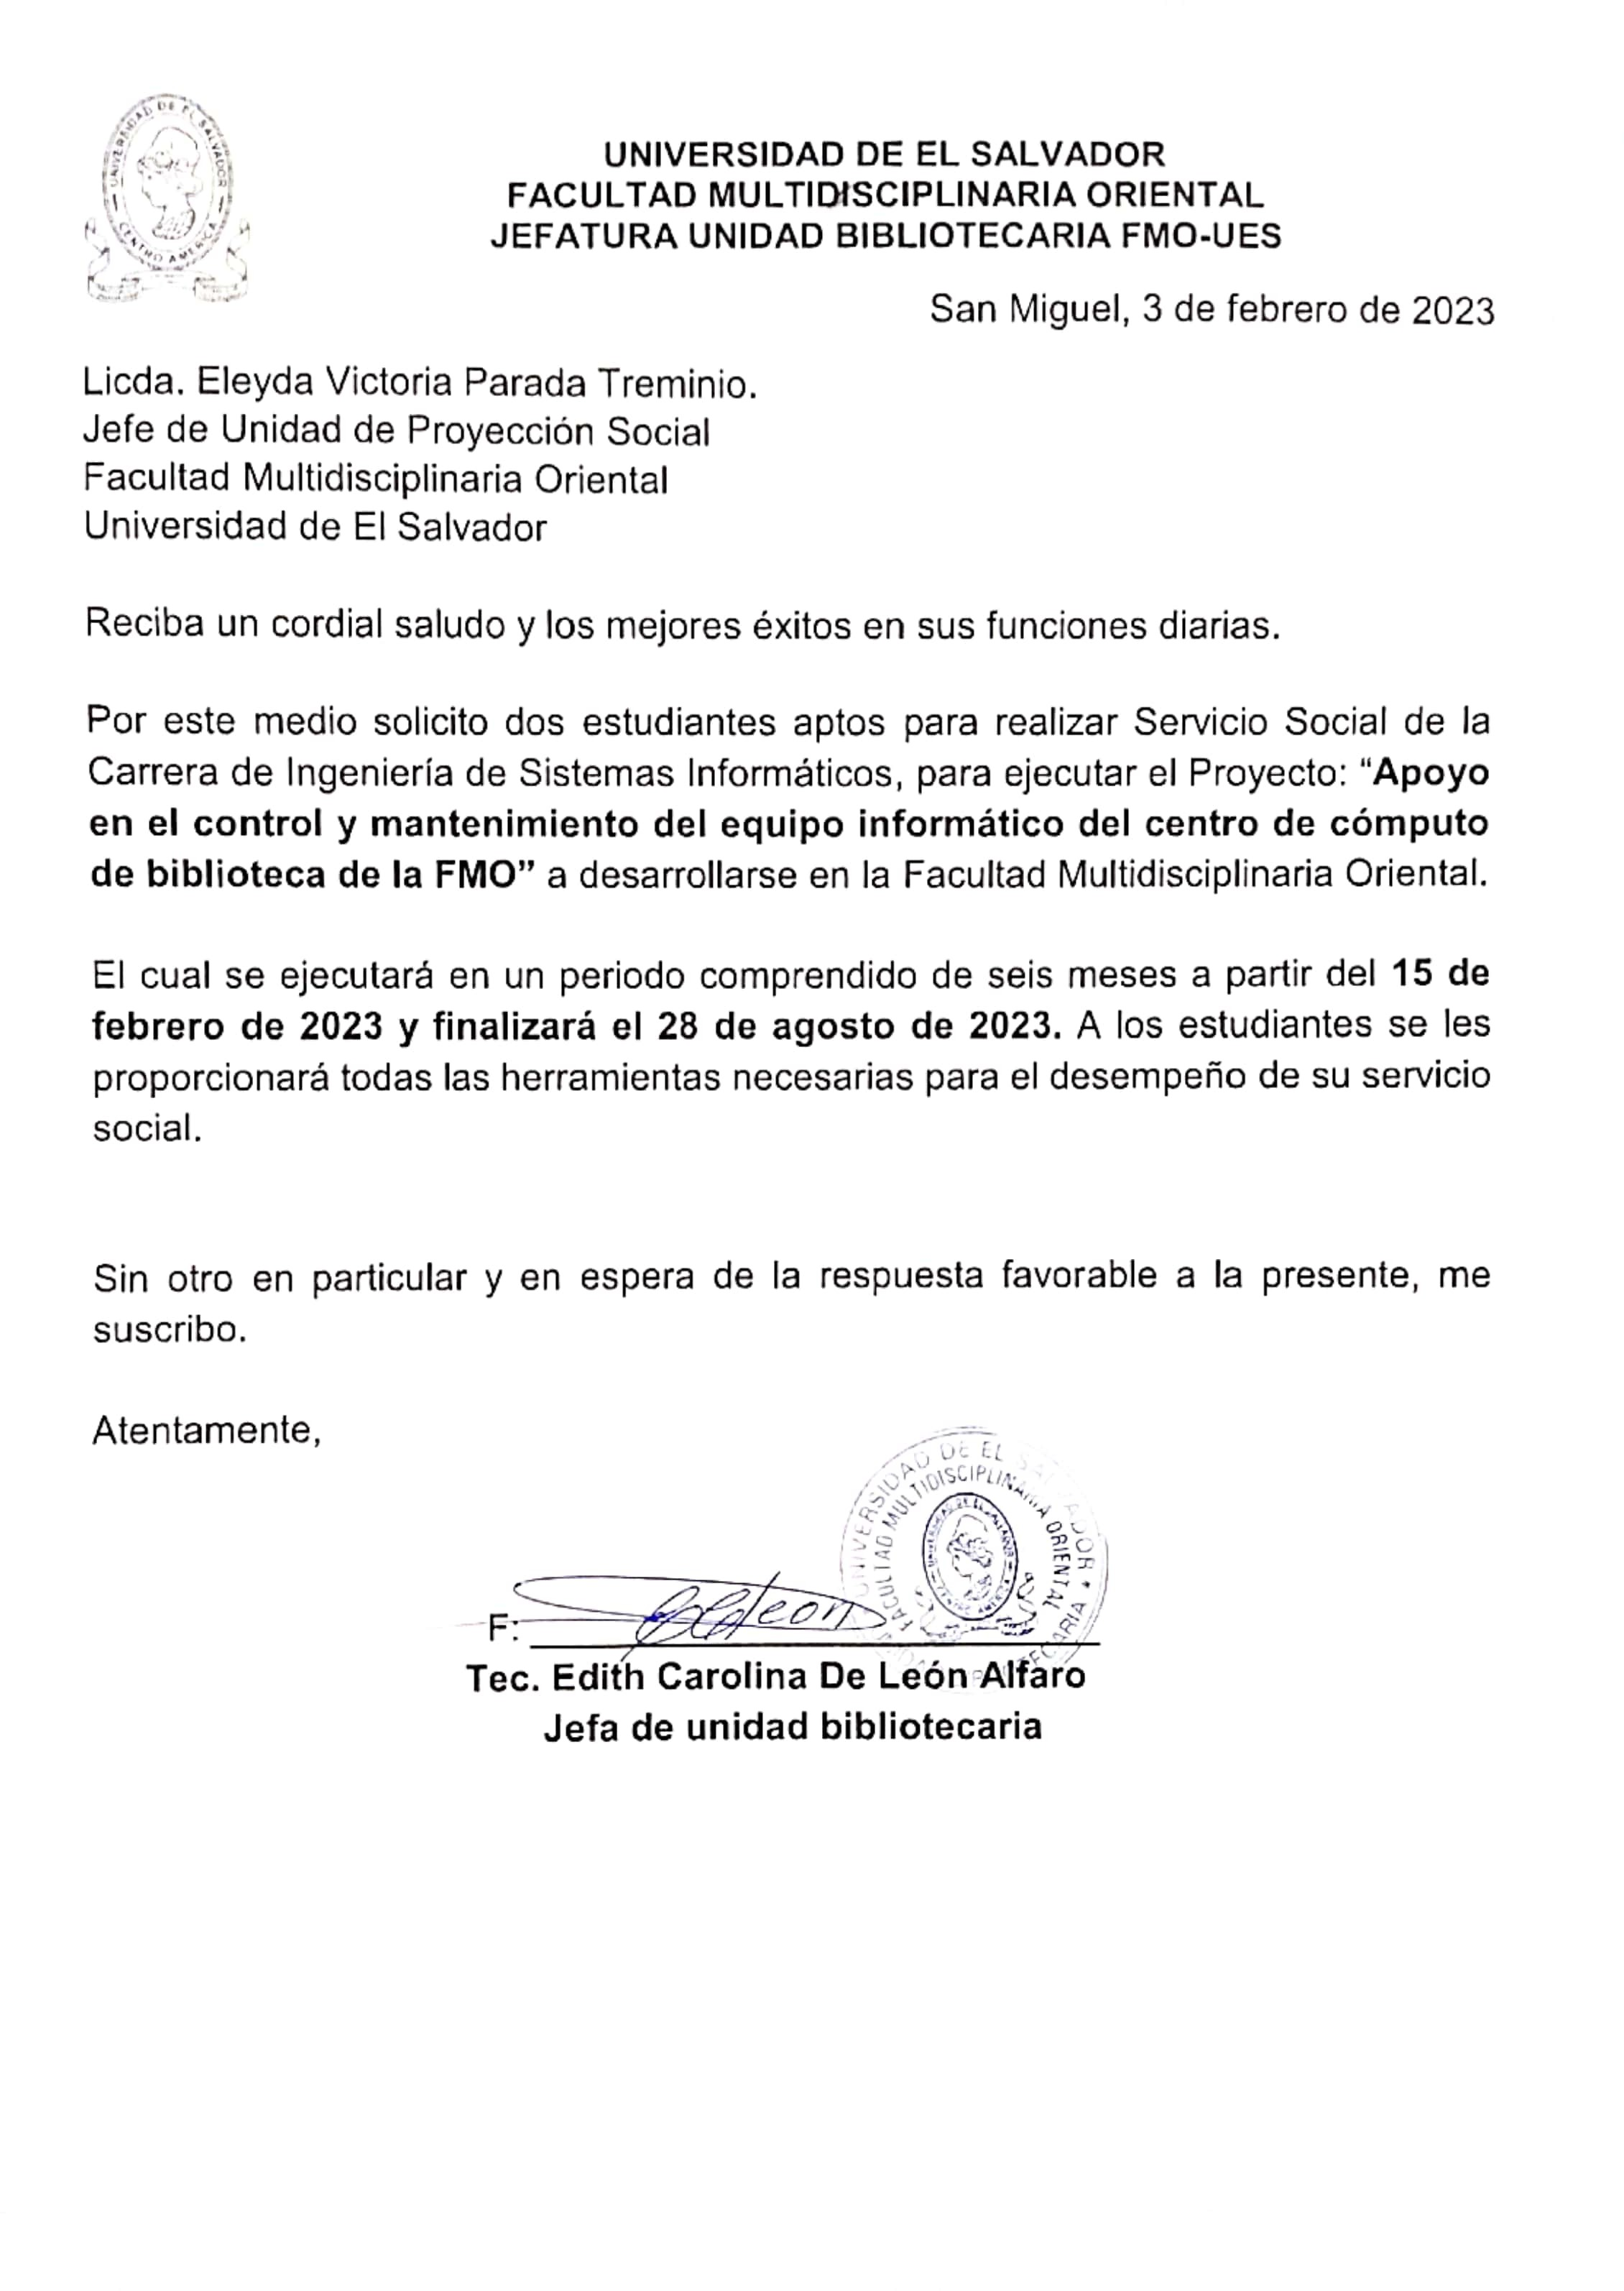 UNIVERSIDAD DE EL SALVADOR
CENTRO AMERICA
UNIVERSIDAD DE EL SALVADOR
FACULTAD MULTIDISCIPLINARIA ORIENTAL
JEFATURA UNIDAD BIBLIOTECARIA FMO-UES
San Miguel, 3 de febrero de 2023
Licda. Eleyda Victoria Parada Treminio.
Jefe de Unidad de Proyección Social
Facultad Multidisciplinaria Oriental
Universidad de El Salvador
Reciba un cordial saludo y los mejores éxitos en sus funciones diarias.
Por este medio solicito dos estudiantes aptos para realizar Servicio Social de la
Carrera de Ingeniería de Sistemas Informáticos, para ejecutar el Proyecto: “Apoyo
en el control y mantenimiento del equipo informático del centro de cómputo
de biblioteca de la FMO” a desarrollarse en la Facultad Multidisciplinaria Oriental.
El cual se ejecutará en un periodo comprendido de seis meses a partir del 15 de
febrero de 2023 y finalizará el 28 de agosto de 2023. A los estudiantes se les
proporcionará todas las herramientas necesarias para el desempeño de su servicio
social.
Sin otro en particular y en espera de la respuesta favorable a la presente, me
suscribo.
Atentamente,
UNIVERSIDAD DE EL SALVADOR
FACULTAD MULTIDISCIPLINARIA ORIENTAL
F:
Tec. Edith Carolina De León Alfaro
Jefa de unidad bibliotecaria